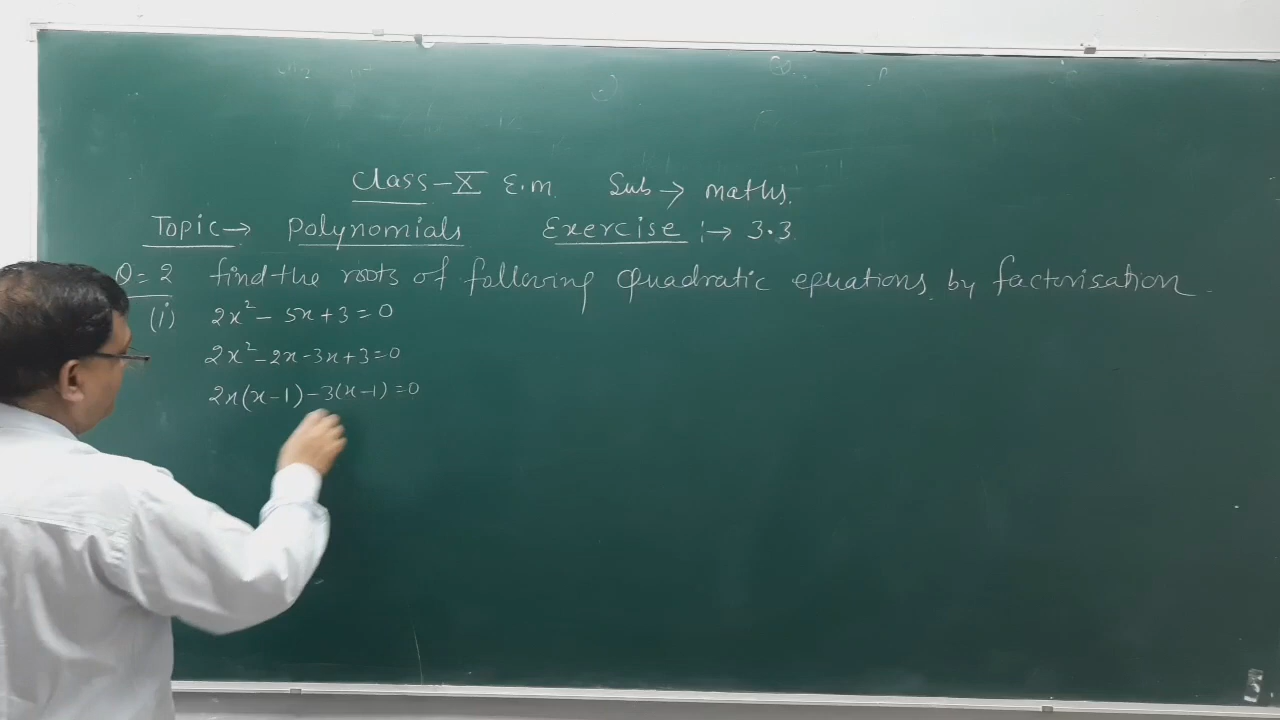 Class-X E.m. Sub → maths.
Topic → Polynomials Exercise :→ 3.3
Q=2 find the roots of following quadratic equations by factorisation.
(i) 2x² - 5x + 3 = 0
2x² - 2x - 3x + 3 = 0
2x(x-1) - 3(x-1) = 0